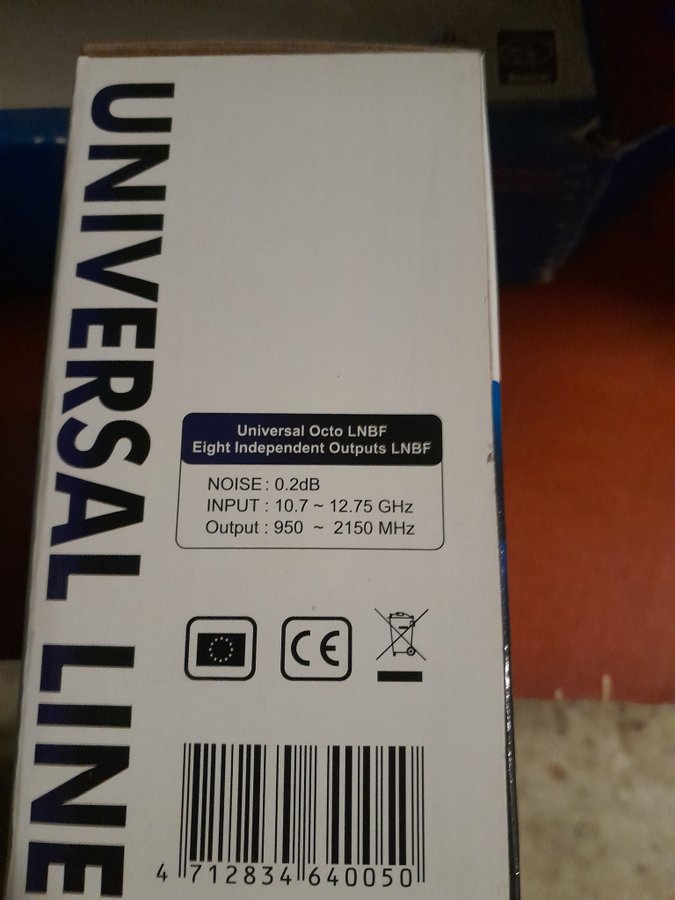 UNIVERSAL LINE
Universal Octo LNBF
Eight Independent Outputs LNBF
NOISE : 0.2dB
INPUT : 10.7 ~ 12.75 GHz
Output : 950 ~ 2150 MHz
CE
4 712834 640050